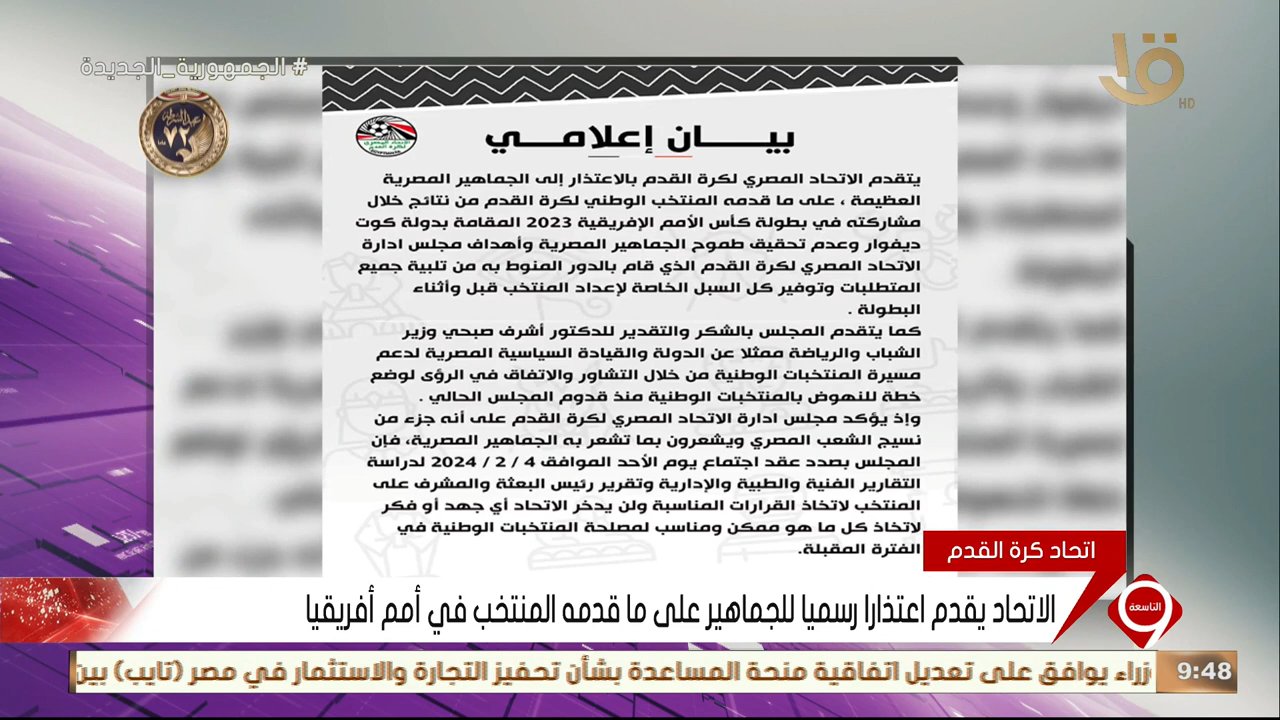 # الجمهورية_الجديدة
HD
عيد الشرطة
٧٢
بيـــــان إعلامـــــي
يتقدم الاتحاد المصري لكرة القدم بالاعتذار إلى الجماهير المصرية
العظيمة ، على ما قدمه المنتخب الوطني لكرة القدم من نتائج خلال
مشاركته في بطولة كأس الأمم الإفريقية 2023 المقامة بدولة كوت
ديفوار وعدم تحقيق طموح الجماهير المصرية وأهداف مجلس ادارة
الاتحاد المصري لكرة القدم الذي قام بالدور المنوط به من تلبية جميع
المتطلبات وتوفير كل السبل الخاصة لإعداد المنتخب قبل وأثناء
البطولة .
كما يتقدم المجلس بالشكر والتقدير للدكتور أشرف صبحي وزير
الشباب والرياضة ممثلا عن الدولة والقيادة السياسية المصرية لدعم
مسيرة المنتخبات الوطنية من خلال التشاور والاتفاق في الرؤى لوضع
خطة للنهوض بالمنتخبات الوطنية منذ قدوم المجلس الحالي .
وإذ يؤكد مجلس ادارة الاتحاد المصري لكرة القدم على أنه جزء من
نسيج الشعب المصري ويشعرون بما تشعر به الجماهير المصرية، فإن
المجلس بصدد عقد اجتماع يوم الأحد الموافق 4 / 2 / 2024 لدراسة
التقارير الفنية والطبية والإدارية وتقرير رئيس البعثة والمشرف على
المنتخب لاتخاذ القرارات المناسبة ولن يدخر الاتحاد أي جهد أو فكر
لاتخاذ كل ما هو ممكن ومناسب لمصلحة المنتخبات الوطنية في
الفترة المقبلة.
اتحاد كرة القدم
التاسعة
9
الاتحاد يقدم اعتذارا رسميا للجماهير على ما قدمه المنتخب في أمم أفريقيا
9:48
زراء يوافق على تعديل اتفاقية منحة المساعدة بشأن تحفيز التجارة والاستثمار في مصر (تايب) بين